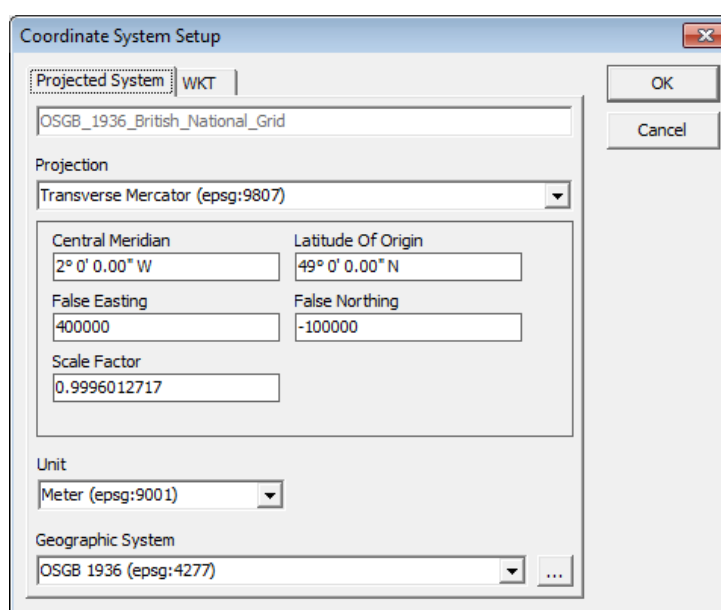 Coordinate System Setup
Projected System WKT
OK
OSGB_1936_British_National_Grid
Cancel
Projection
Transverse Mercator (epsg:9807)
Central Meridian Latitude Of Origin
2° 0' 0.00" W 49° 0' 0.00" N
False Easting False Northing
400000 -100000
Scale Factor
0.9996012717
Unit
Meter (epsg:9001)
Geographic System
OSGB 1936 (epsg:4277) ...